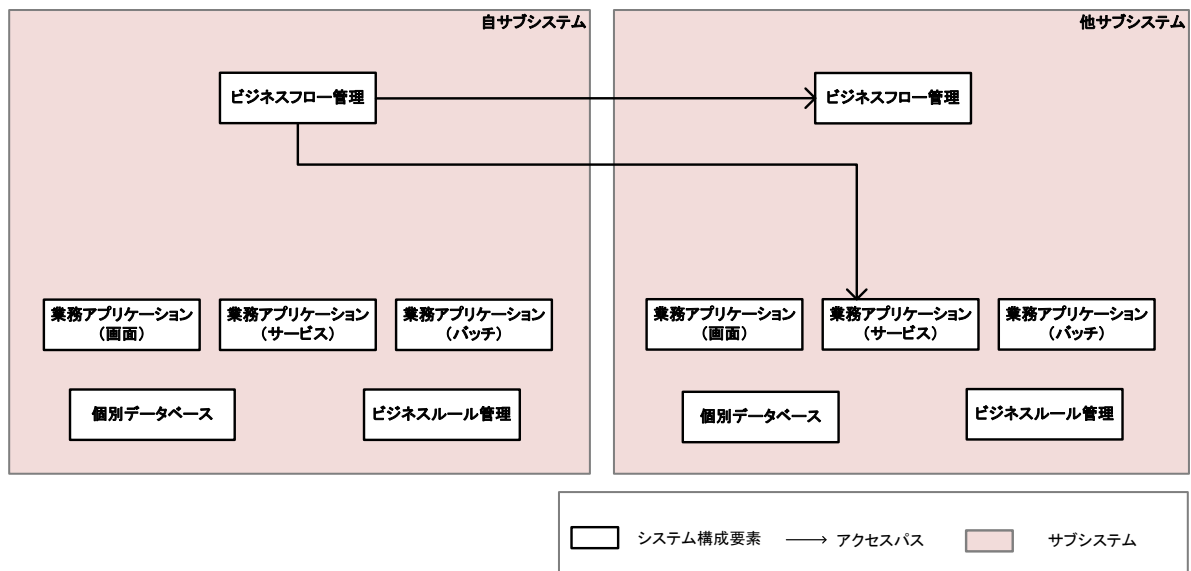 自サブシステム
ビジネスフロー管理
業務アプリケーション
(画面)
業務アプリケーション
(サービス)
業務アプリケーション
(バッチ)
個別データベース
ビジネスルール管理
他サブシステム
ビジネスフロー管理
業務アプリケーション
(画面)
業務アプリケーション
(サービス)
業務アプリケーション
(バッチ)
個別データベース
ビジネスルール管理
システム構成要素
アクセスパス
サブシステム